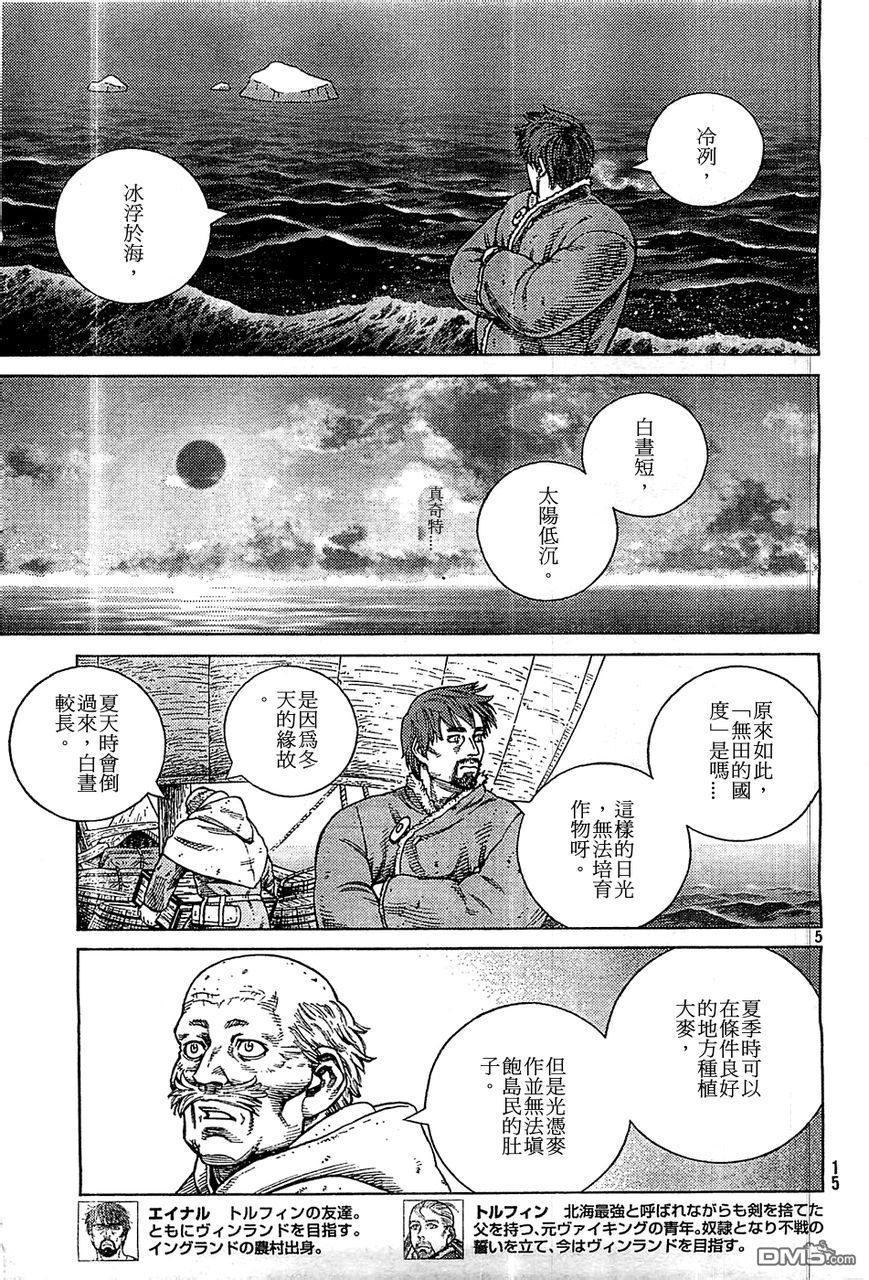 冷冽，
冰浮於海，
白晝短，
太陽低沉。
真奇特……
原來如此，
「無田的國
度」是嗎……
這樣的日光
，無法培育
作物呀。
是因爲冬
天的緣故
。
夏天時會倒
過來，白晝
較長。
5
夏季時可以
在條件良好
的地方種植
大麥，
但是光憑麥
作並無法填
飽島民的肚
子。
15
エイナル　トルフィンの友達。
ともにヴィンランドを目指す。
イングランドの農村出身。
トルフィン　北海最強と呼ばれながらも剣を捨てた
父を持つ、元ヴァイキングの青年。奴隷となり不戦の
誓いを立て、今はヴィンランドを目指す。
DM5.com